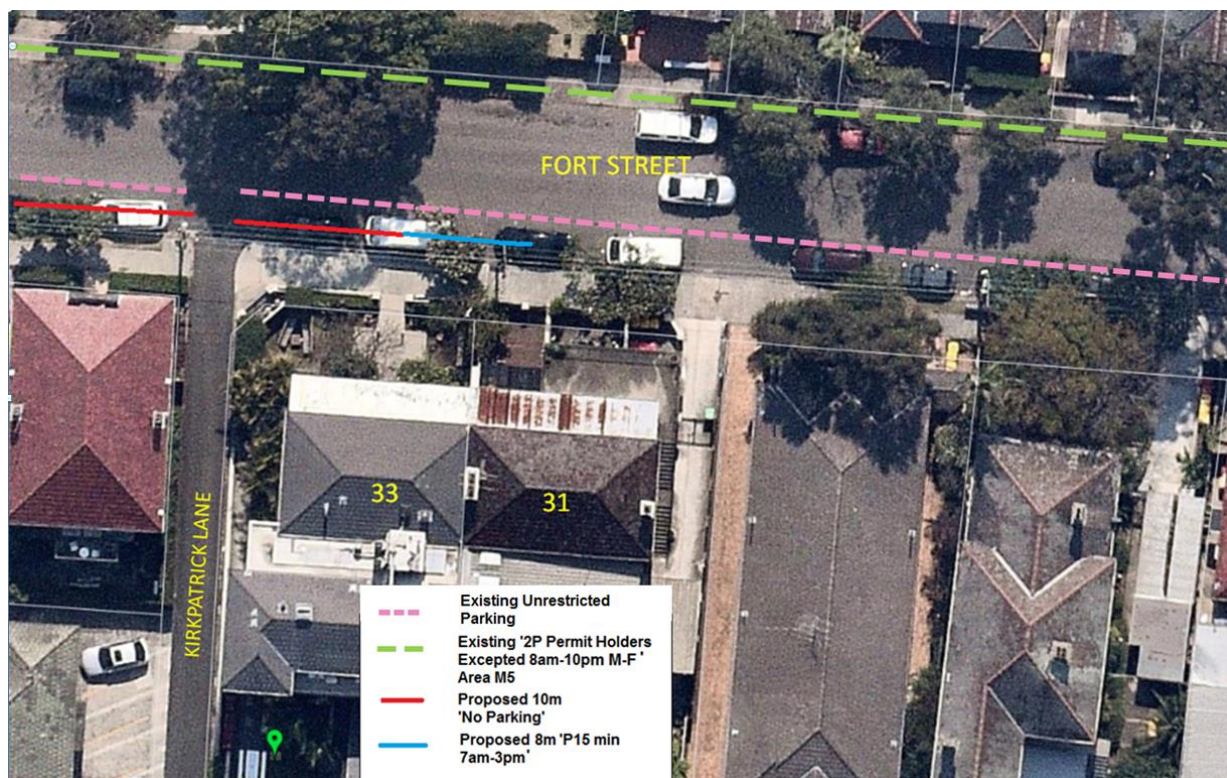 FORT STREET
KIRKPATRICK LANE
33
31
Existing Unrestricted
Parking
Existing '2P Permit Holders
Excepted 8am-10pm M-F'
Area M5
Proposed 10m
'No Parking'
Proposed 8m 'P15 min
7am-3pm'